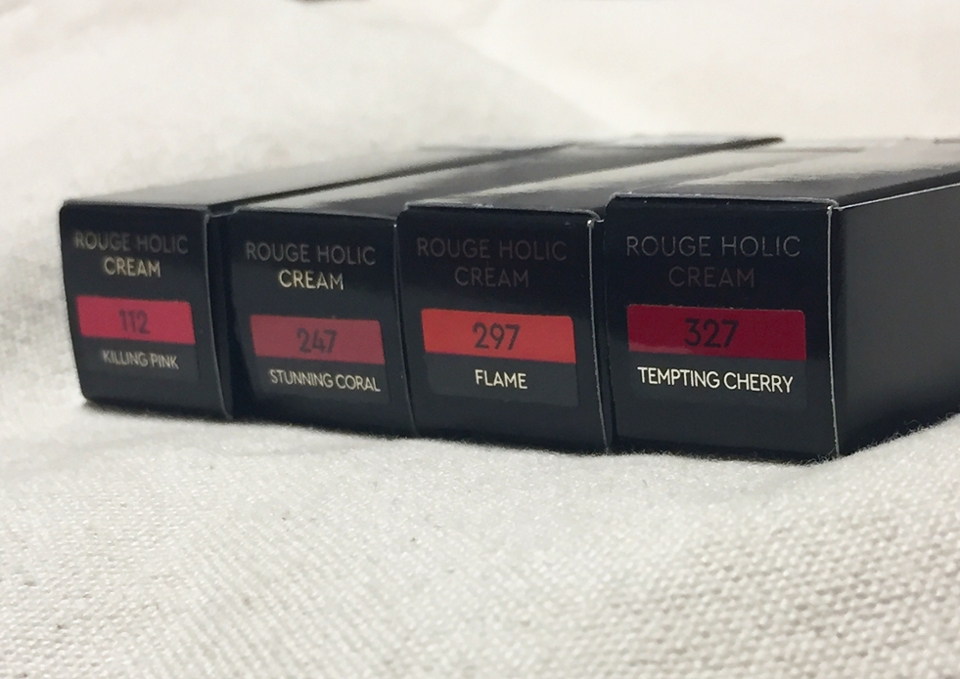 ROUGE HOLIC
CREAM
112
KILLING PINK
ROUGE HOLIC
CREAM
247
STUNNING CORAL
ROUGE HOLIC
CREAM
297
FLAME
ROUGE HOLIC
CREAM
327
TEMPTING CHERRY